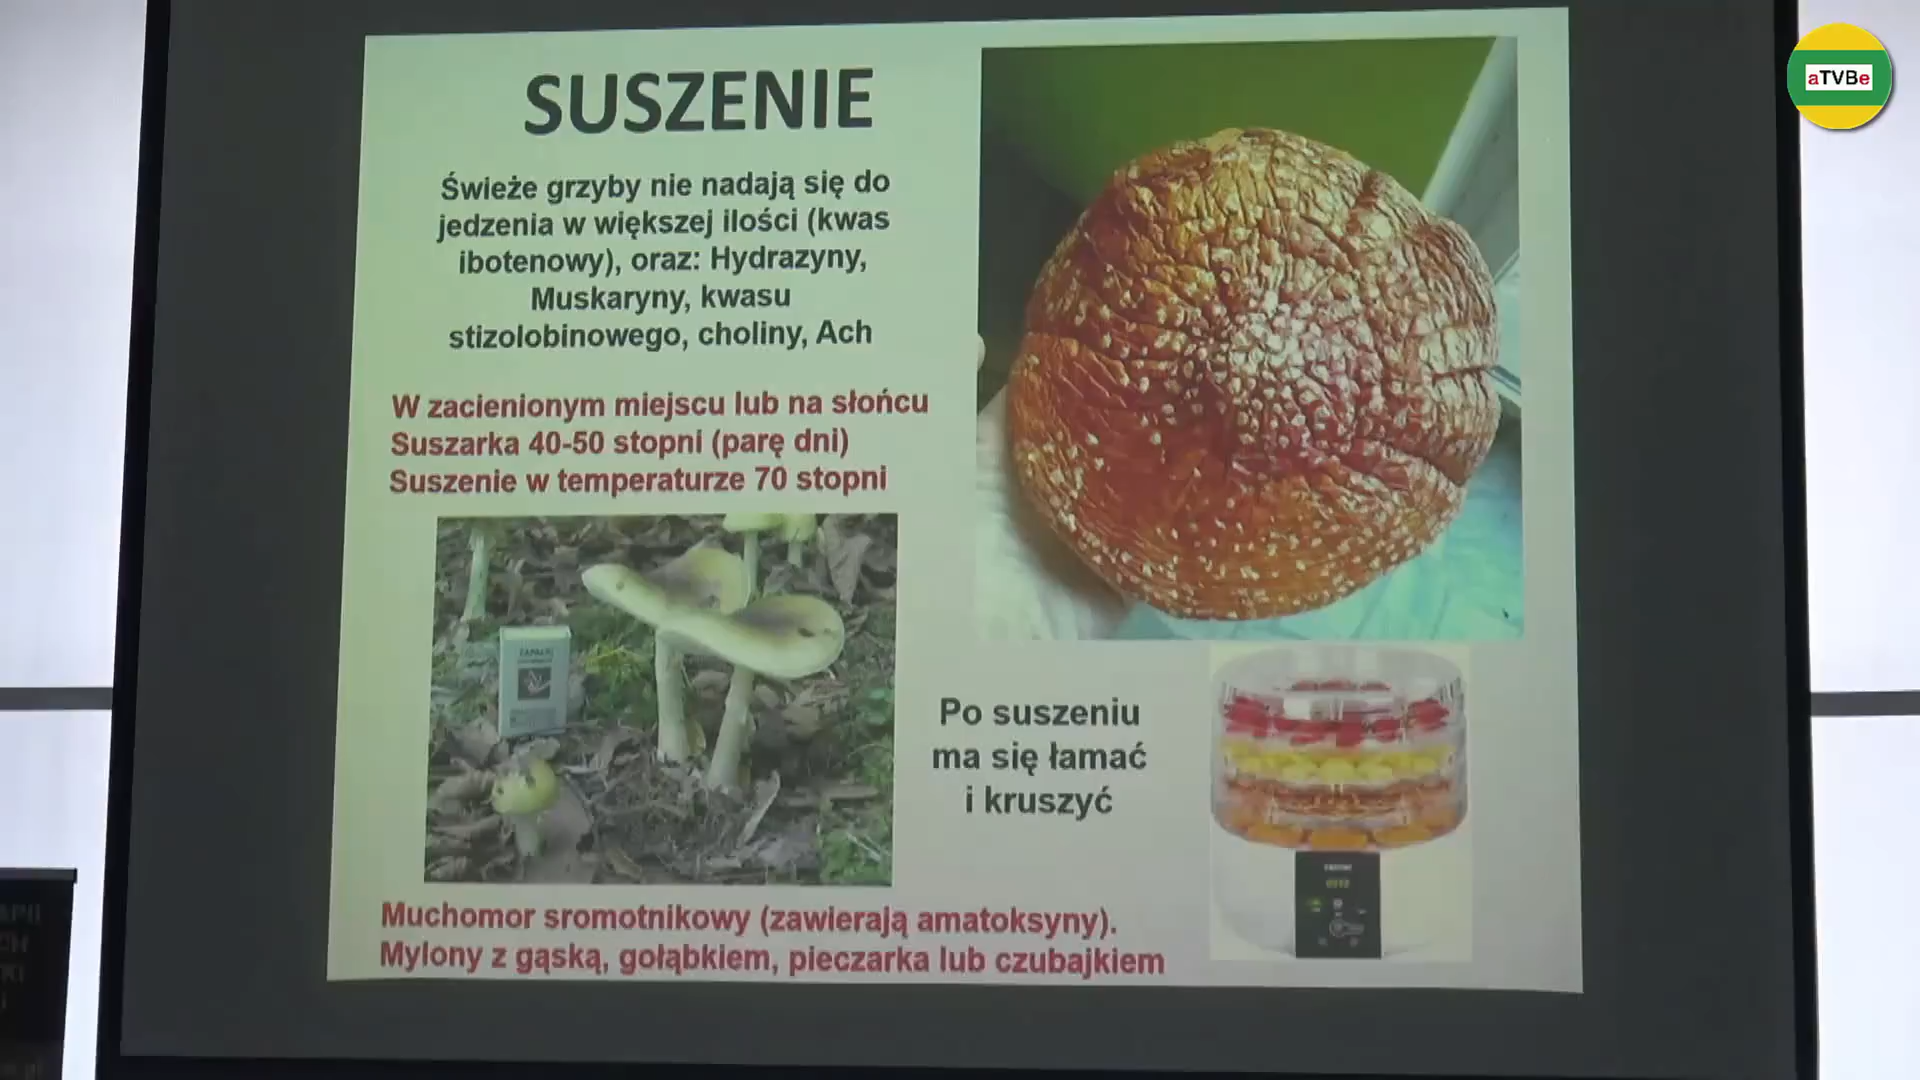 aTVBe
SUSZENIE
Świeże grzyby nie nadają się do
jedzenia w większej ilości (kwas
ibotenowy), oraz: Hydrazyny,
Muskaryny, kwasu
stizolobinowego, choliny, Ach
W zacienionym miejscu lub na słońcu
Suszarka 40-50 stopni (parę dni)
Suszenie w temperaturze 70 stopni
Po suszeniu
ma się łamać
i kruszyć
Muchomor sromotnikowy (zawierają amatoksyny).
Mylony z gąską, gołąbkiem, pieczarka lub czubajkiem